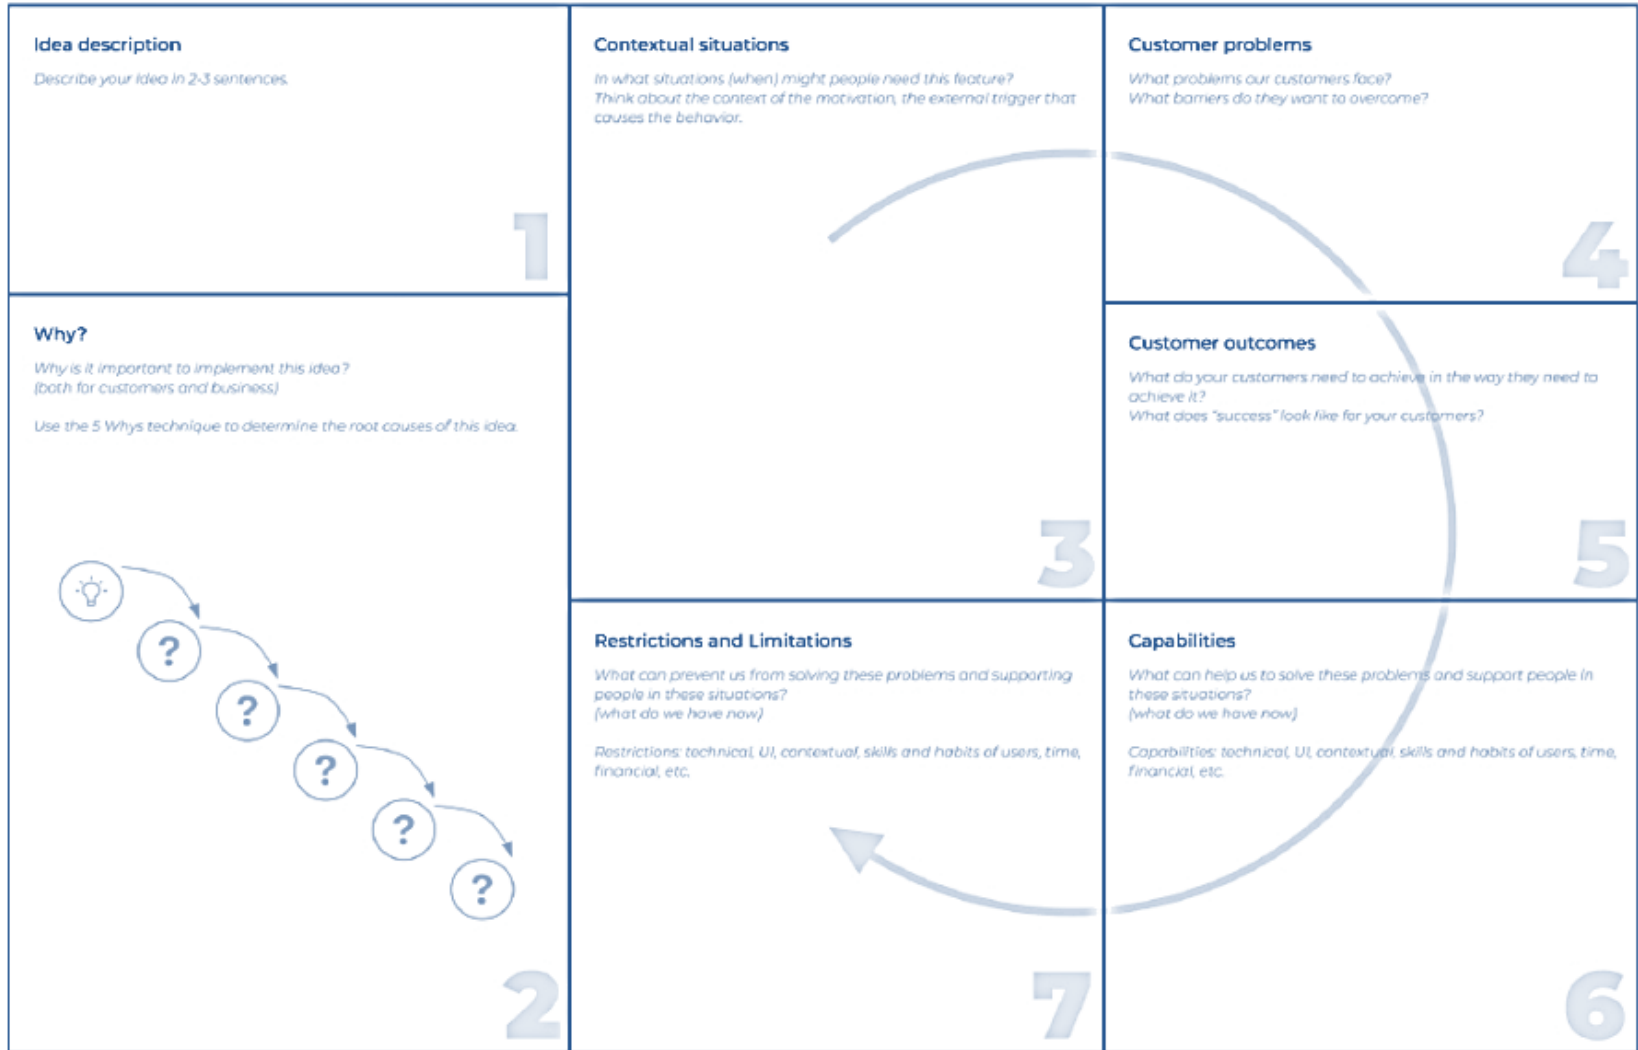 Idea description
Describe your idea in 2-3 sentences.
1
Why?
Why is it important to implement this idea?
(both for customers and business)
Use the 5 Whys technique to determine the root causes of this idea.
?
?
?
?
?
2
Contextual situations
In what situations (when) might people need this feature?
Think about the context of the motivation, the external trigger that
causes the behavior.
3
Customer problems
What problems our customers face?
What barriers do they want to overcome?
4
Customer outcomes
What do your customers need to achieve in the way they need to
achieve it?
What does "success" look like for your customers?
5
Capabilities
What can help us to solve these problems and support people in
these situations?
(what do we have now)
Capabilities: technical, UI, contextual, skills and habits of users, time,
financial, etc.
6
Restrictions and Limitations
What can prevent us from solving these problems and supporting
people in these situations?
(what do we have now)
Restrictions: technical, UI, contextual, skills and habits of users, time,
financial, etc.
7